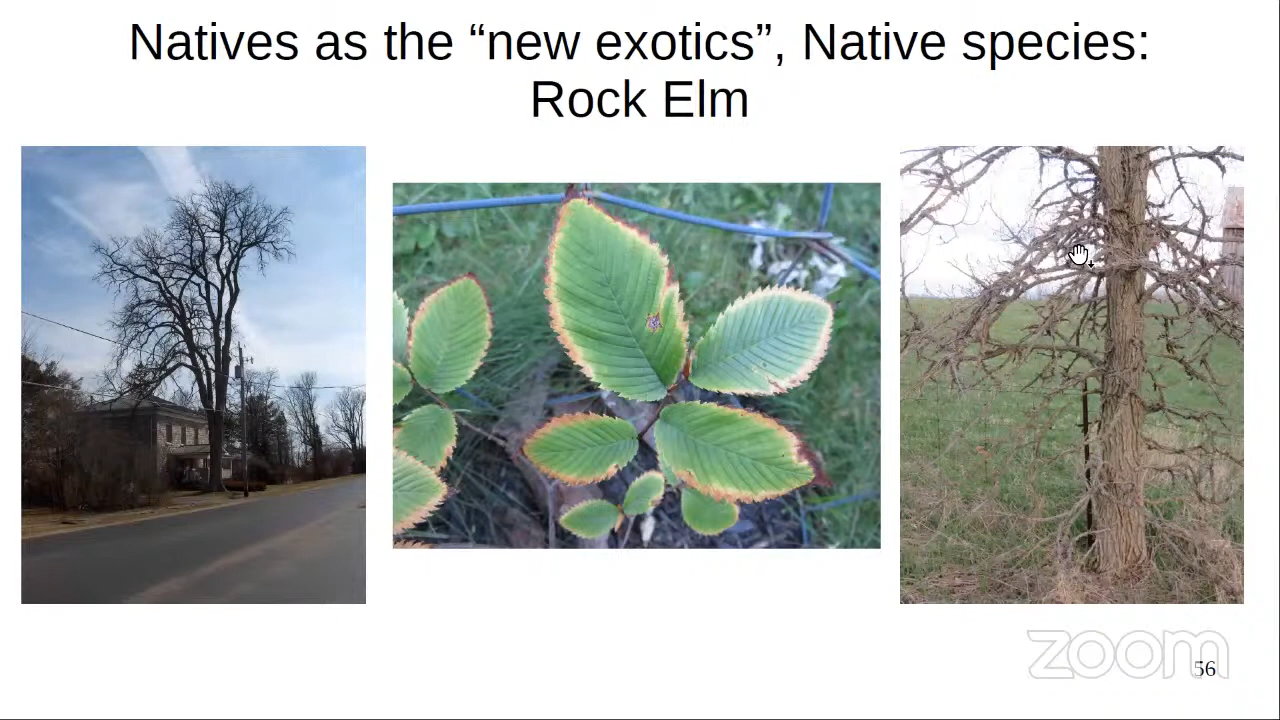 Natives as the “new exotics”, Native species:
Rock Elm
zoom
56